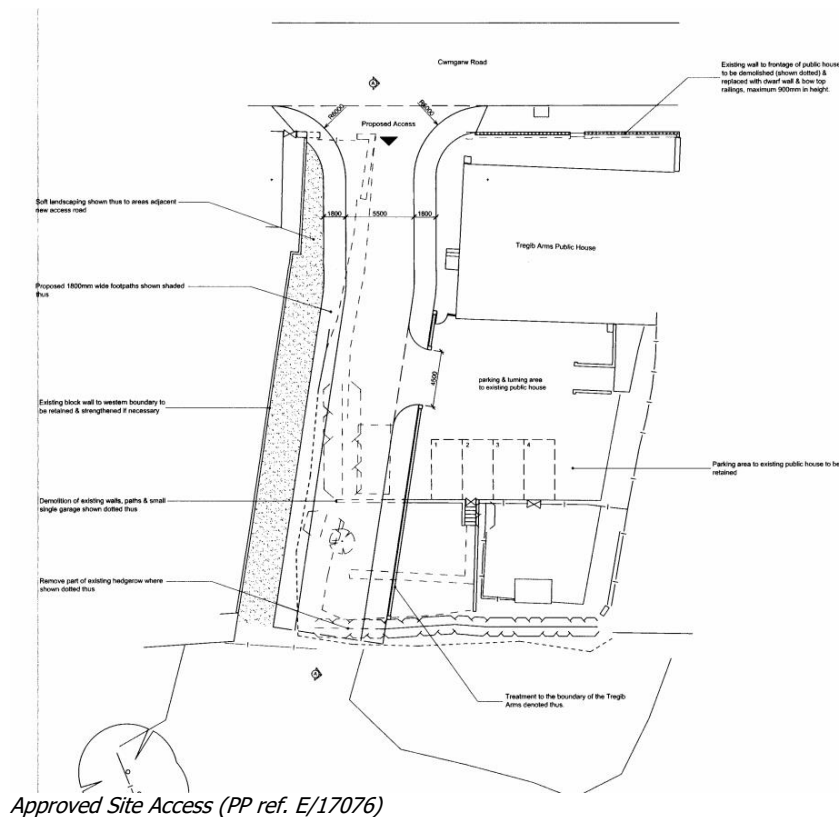 Cwmgarw Road
Existing wall to frontage of public house
to be demolished (shown dotted) &
replaced with dwarf wall & bow top
railings, maximum 900mm in height.
A
R6000
R6000
Proposed Access
Soft landscaping shown thus to areas adjacent
new access road
1800
5500
1800
Tregib Arms Public House
Proposed 1800mm wide footpaths shown shaded
thus
4500
parking & turning area
to existing public house
Existing block wall to western boundary to
be retained & strengthened if necessary
1 2 3 4
Parking area to existing public house to be
retained
Demolition of existing walls, paths & small
single garage shown dotted thus
Remove part of existing hedgerow where
shown dotted thus
A
Treatment to the boundary of the Tregib
Arms denoted thus.
Approved Site Access (PP ref. E/17076)